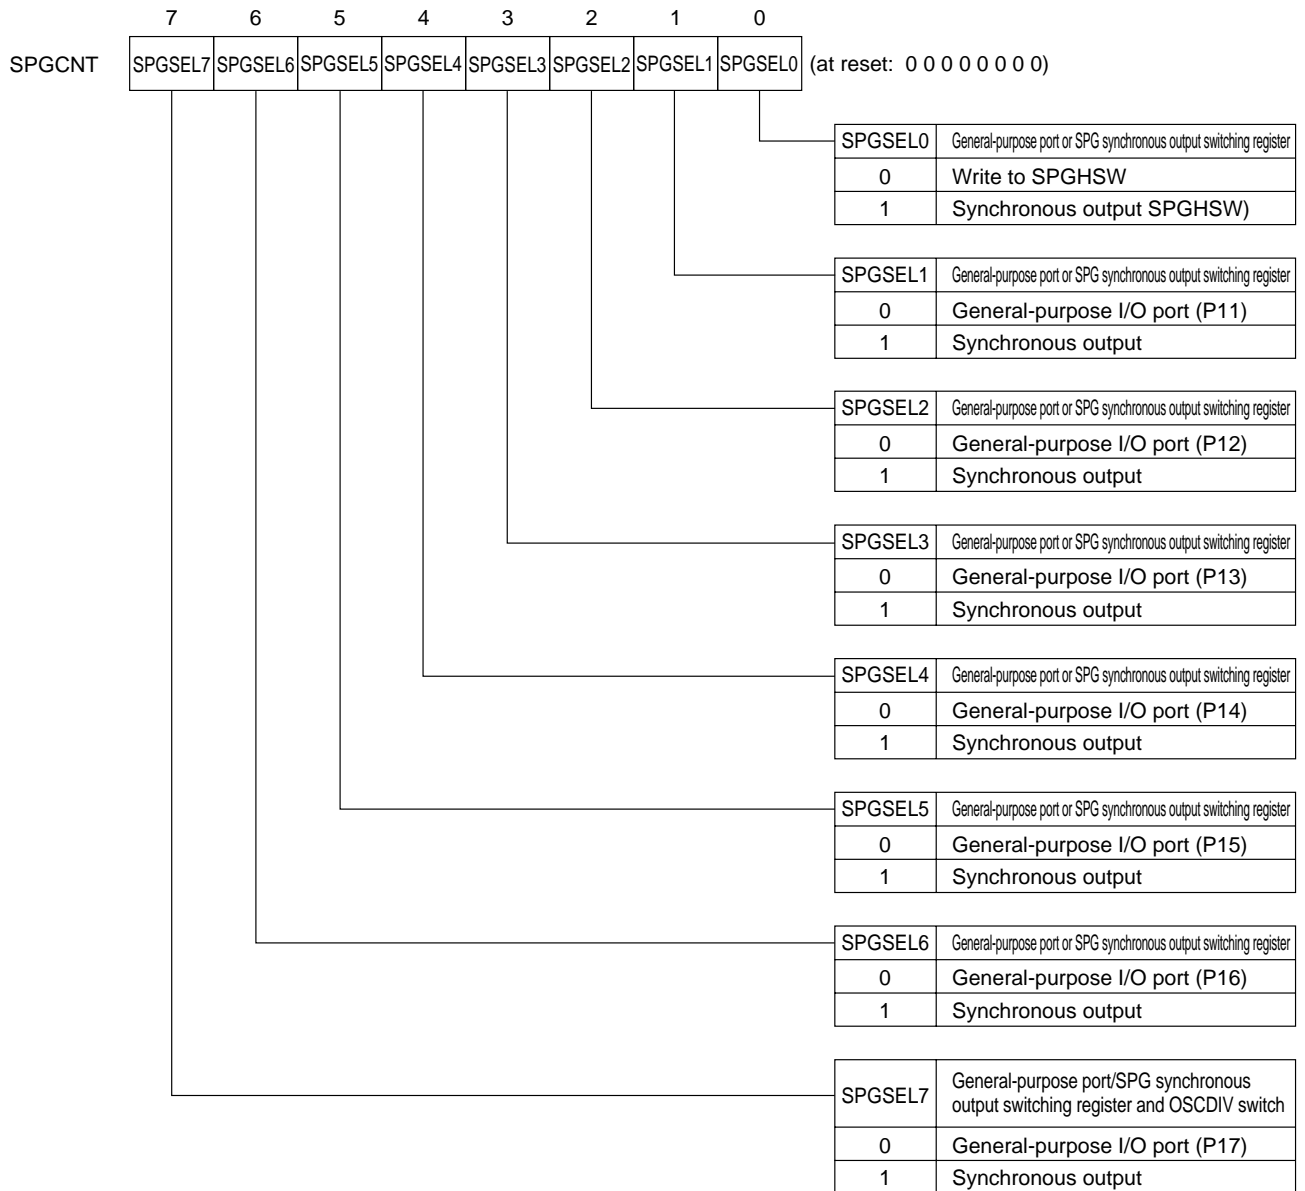 7 6 5 4 3 2 1 0
SPGCNT SPGSEL7 SPGSEL6 SPGSEL5 SPGSEL4 SPGSEL3 SPGSEL2 SPGSEL1 SPGSEL0 (at reset: 0 0 0 0 0 0 0 0)
SPGSEL0 General-purpose port or SPG synchronous output switching register
0 Write to SPGHSW
1 Synchronous output SPGHSW)
SPGSEL1 General-purpose port or SPG synchronous output switching register
0 General-purpose I/O port (P11)
1 Synchronous output
SPGSEL2 General-purpose port or SPG synchronous output switching register
0 General-purpose I/O port (P12)
1 Synchronous output
SPGSEL3 General-purpose port or SPG synchronous output switching register
0 General-purpose I/O port (P13)
1 Synchronous output
SPGSEL4 General-purpose port or SPG synchronous output switching register
0 General-purpose I/O port (P14)
1 Synchronous output
SPGSEL5 General-purpose port or SPG synchronous output switching register
0 General-purpose I/O port (P15)
1 Synchronous output
SPGSEL6 General-purpose port or SPG synchronous output switching register
0 General-purpose I/O port (P16)
1 Synchronous output
SPGSEL7 General-purpose port/SPG synchronous
output switching register and OSCDIV switch
0 General-purpose I/O port (P17)
1 Synchronous output